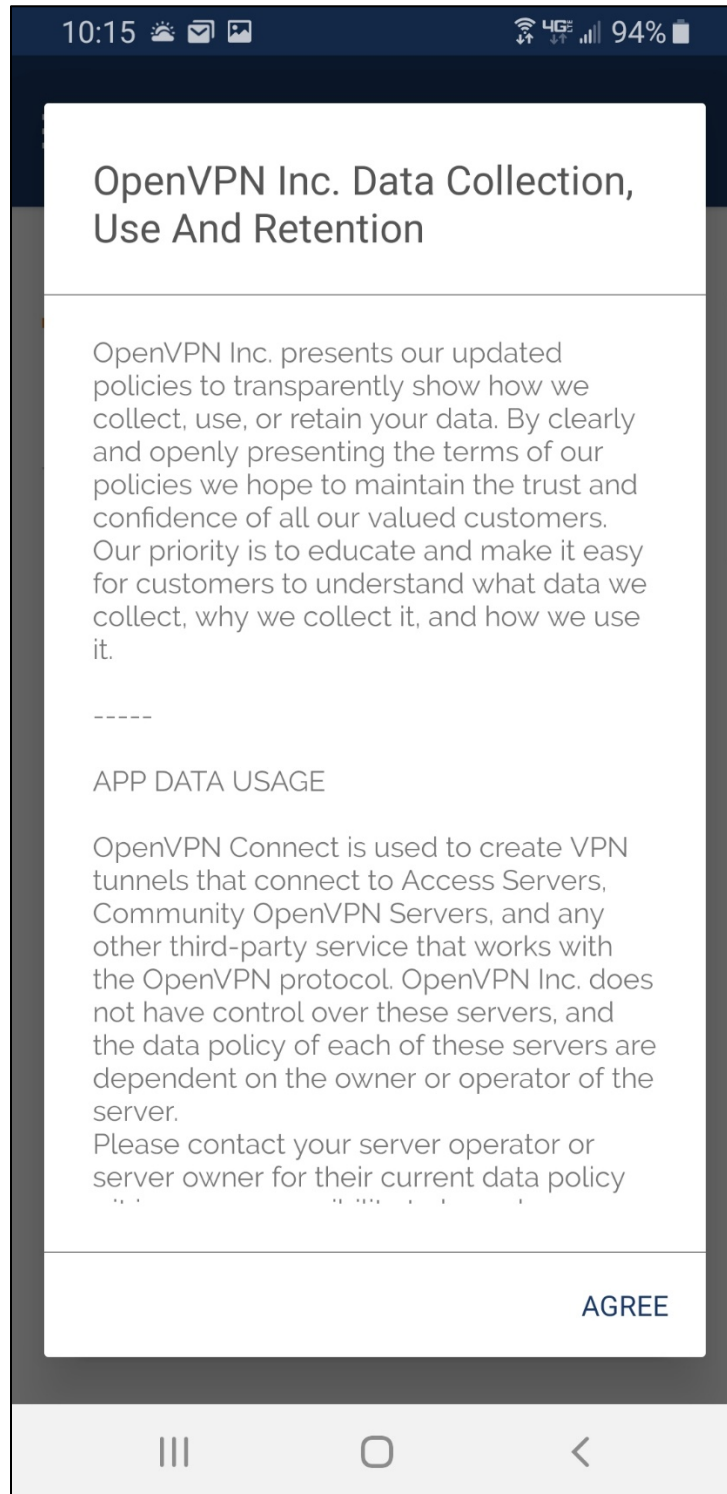 10:15 4GE 94%
OpenVPN Inc. Data Collection,
Use And Retention
OpenVPN Inc. presents our updated
policies to transparently show how we
collect, use, or retain your data. By clearly
and openly presenting the terms of our
policies we hope to maintain the trust and
confidence of all our valued customers.
Our priority is to educate and make it easy
for customers to understand what data we
collect, why we collect it, and how we use
it.
-----
APP DATA USAGE
OpenVPN Connect is used to create VPN
tunnels that connect to Access Servers,
Community OpenVPN Servers, and any
other third-party service that works with
the OpenVPN protocol. OpenVPN Inc. does
not have control over these servers, and
the data policy of each of these servers are
dependent on the owner or operator of the
server.
Please contact your server operator or
server owner for their current data policy
AGREE